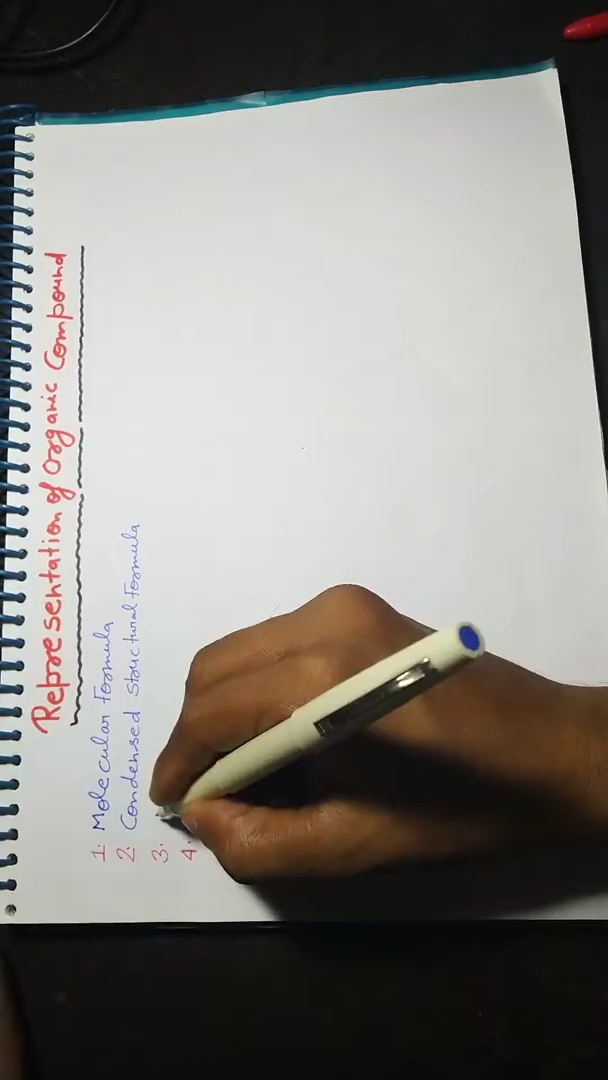 Representation of Organic Compound
1. Molecular Formula
2. Condensed Structural Formula
3.
4.